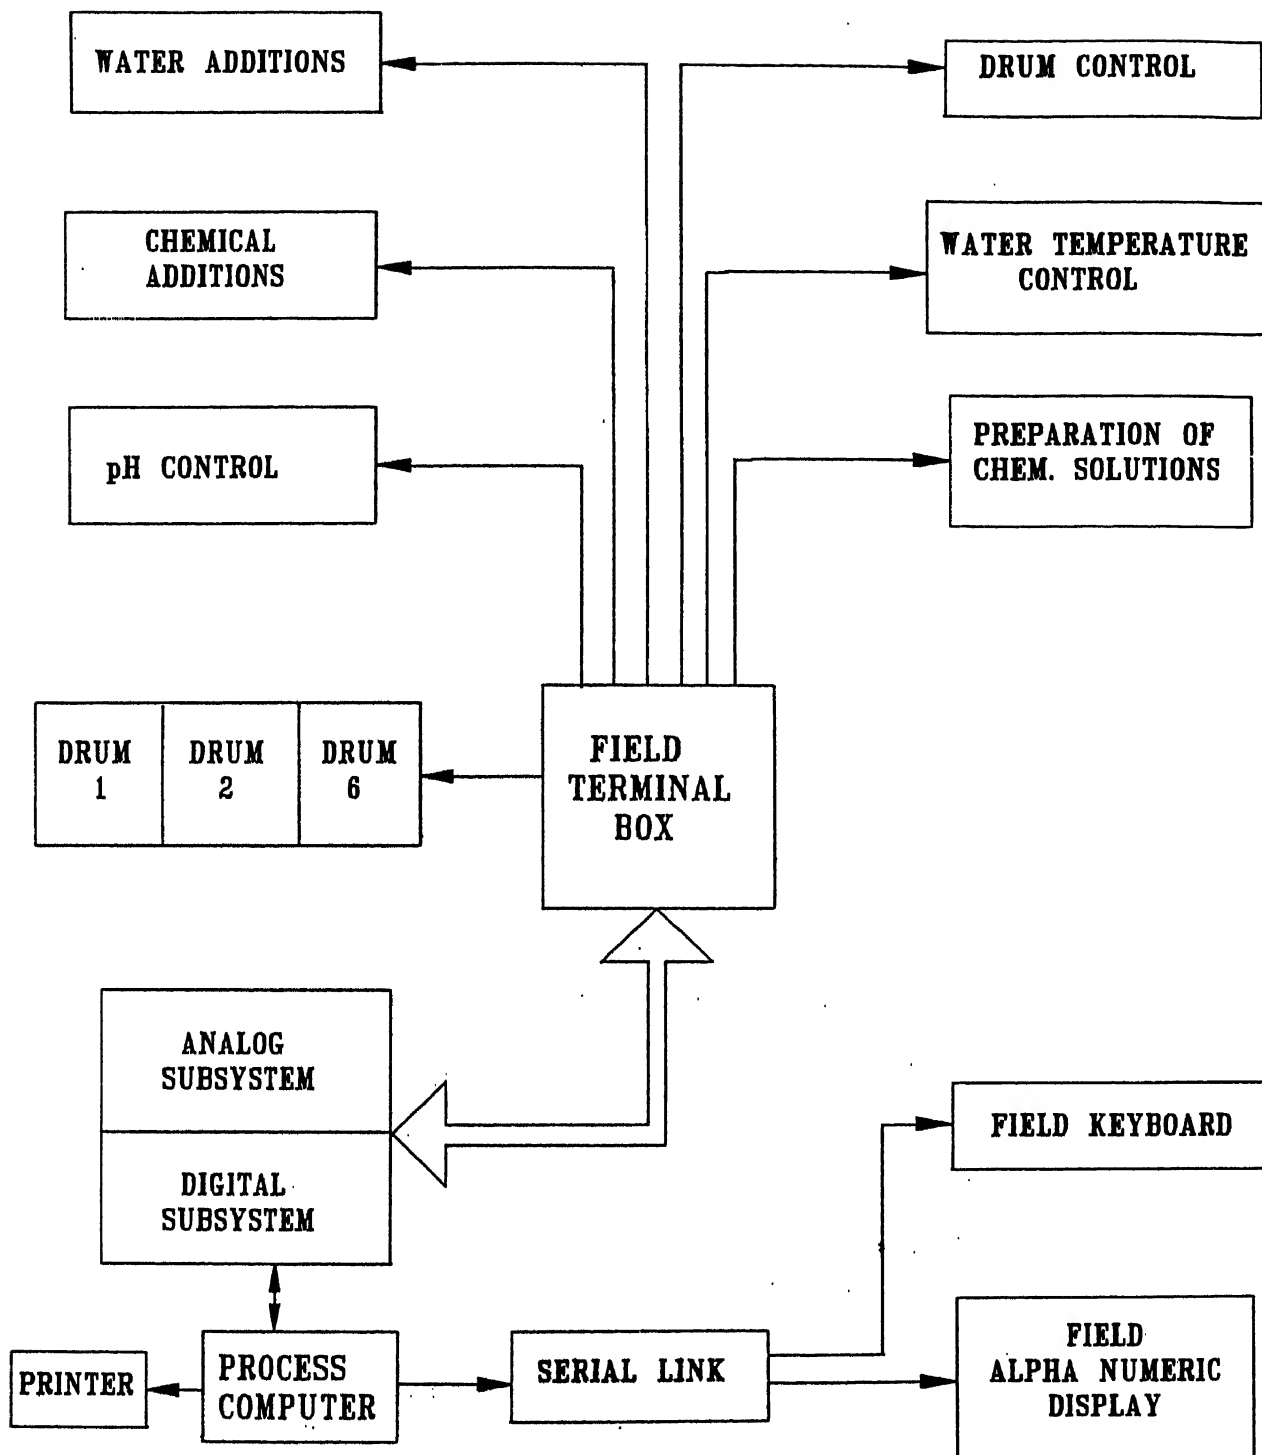 WATER ADDITIONS
DRUM CONTROL
CHEMICAL
ADDITIONS
WATER TEMPERATURE
CONTROL
pH CONTROL
PREPARATION OF
CHEM. SOLUTIONS
DRUM
1
DRUM
2
DRUM
6
FIELD
TERMINAL
BOX
ANALOG
SUBSYSTEM
DIGITAL
SUBSYSTEM
FIELD KEYBOARD
PRINTER
PROCESS
COMPUTER
SERIAL LINK
FIELD
ALPHA NUMERIC
DISPLAY